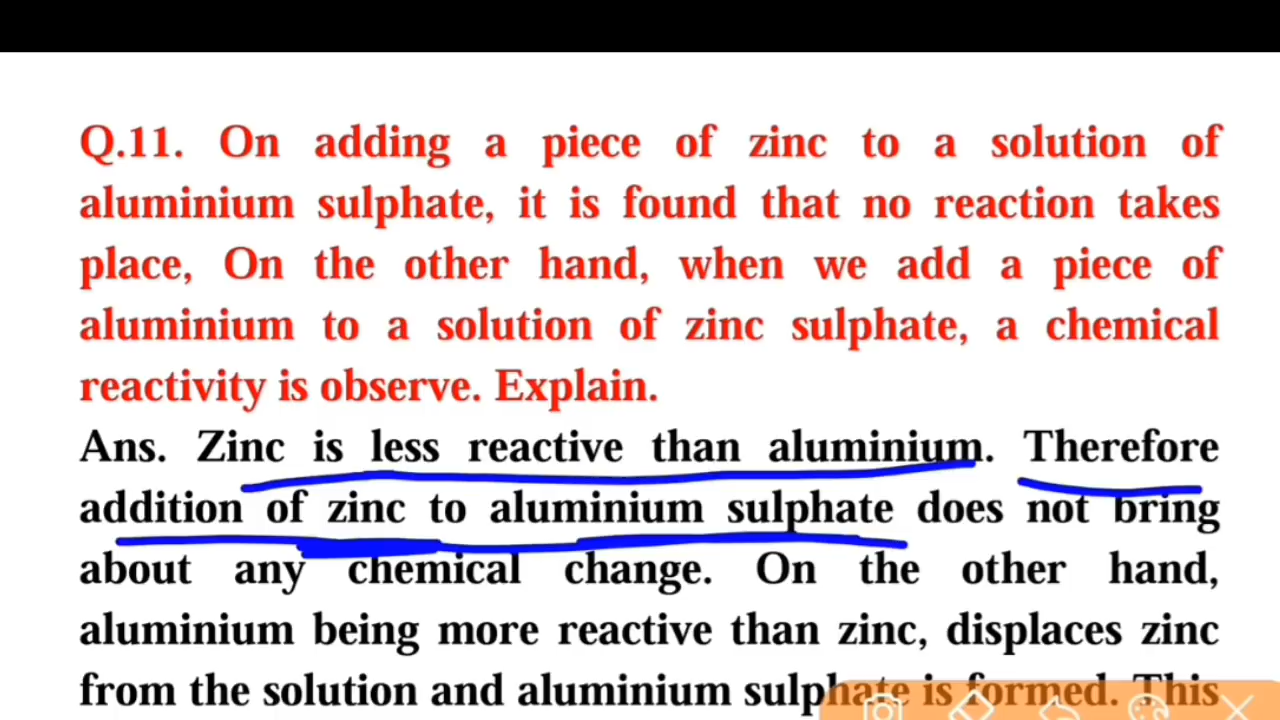 Q.11. On adding a piece of zinc to a solution of
aluminium sulphate, it is found that no reaction takes
place, On the other hand, when we add a piece of
aluminium to a solution of zinc sulphate, a chemical
reactivity is observe. Explain.
Ans. Zinc is less reactive than aluminium. Therefore
addition of zinc to aluminium sulphate does not bring
about any chemical change. On the other hand,
aluminium being more reactive than zinc, displaces zinc
from the solution and aluminium sulphate is formed. This